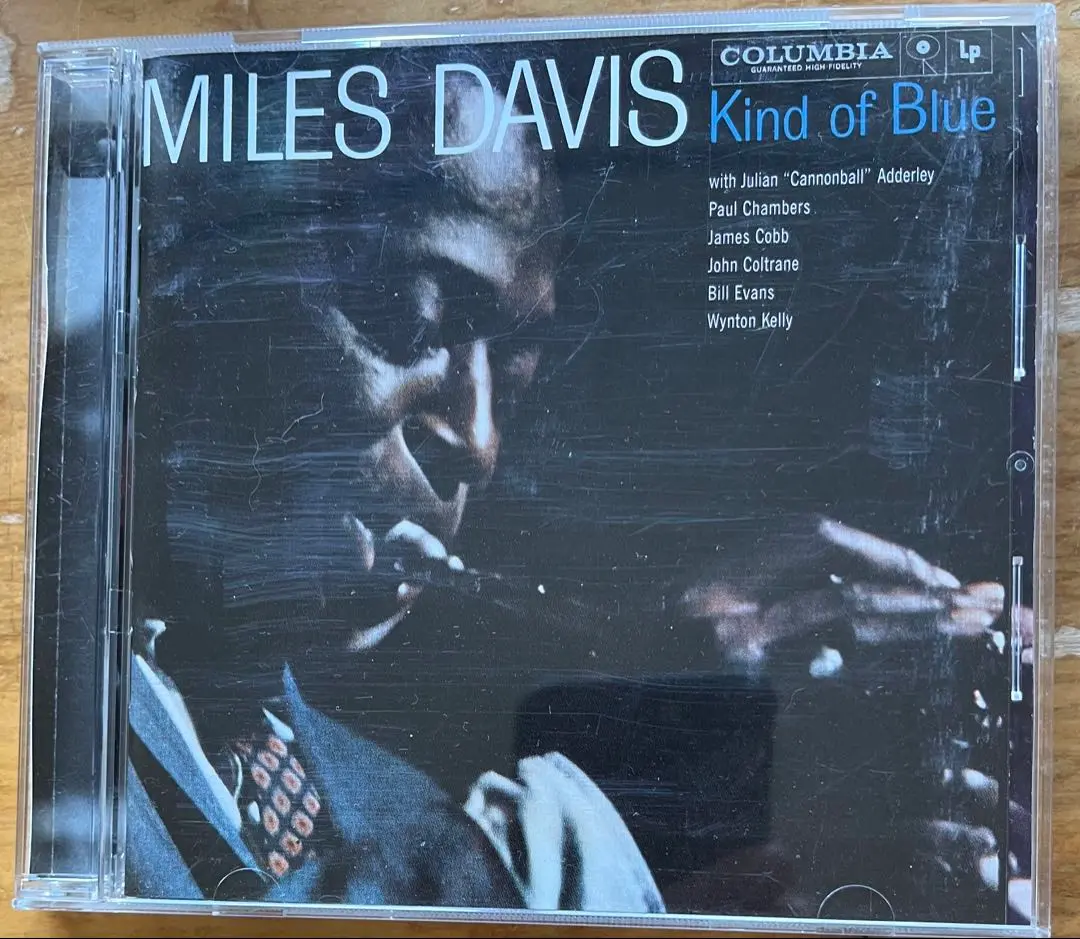 MILES DAVIS
COLUMBIA
GUARANTEED HIGH-FIDELITY
Lp
Kind of Blue
with Julian “Cannonball” Adderley
Paul Chambers
James Cobb
John Coltrane
Bill Evans
Wynton Kelly